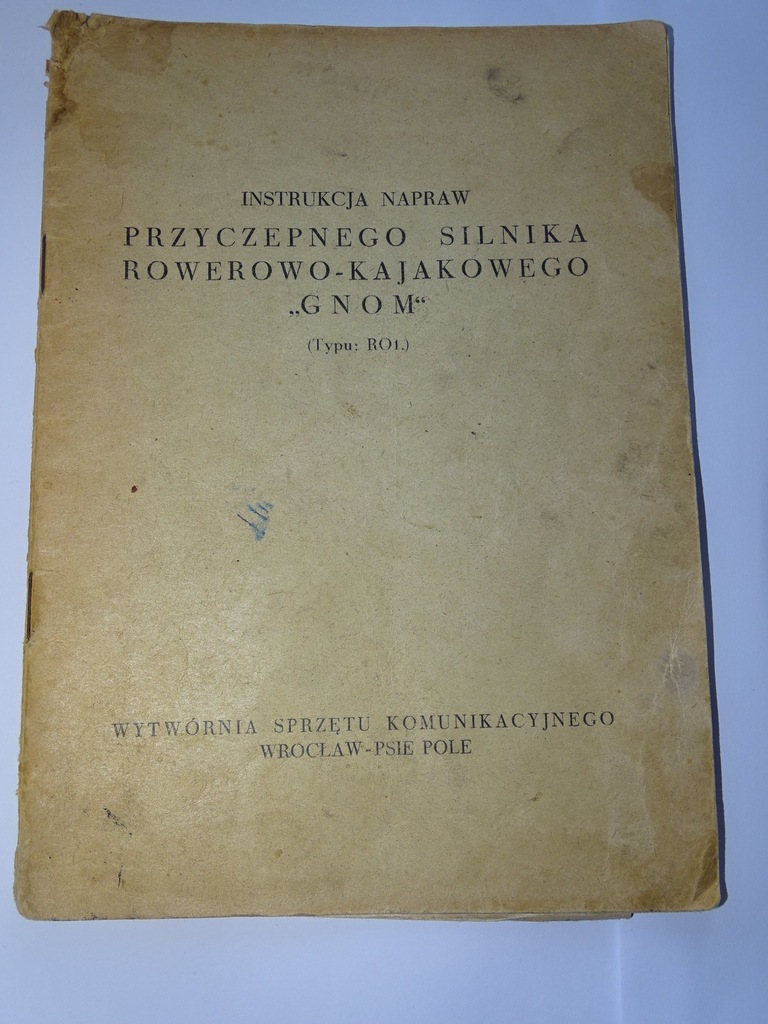 INSTRUKCJA NAPRAW
PRZYCZEPNEGO SILNIKA
ROWEROWO-KAJAKOWEGO
„GNOM“
(Typu: RO1.)
WYTWÓRNIA SPRZĘTU KOMUNIKACYJNEGO
WROCŁAW-PSIE POLE